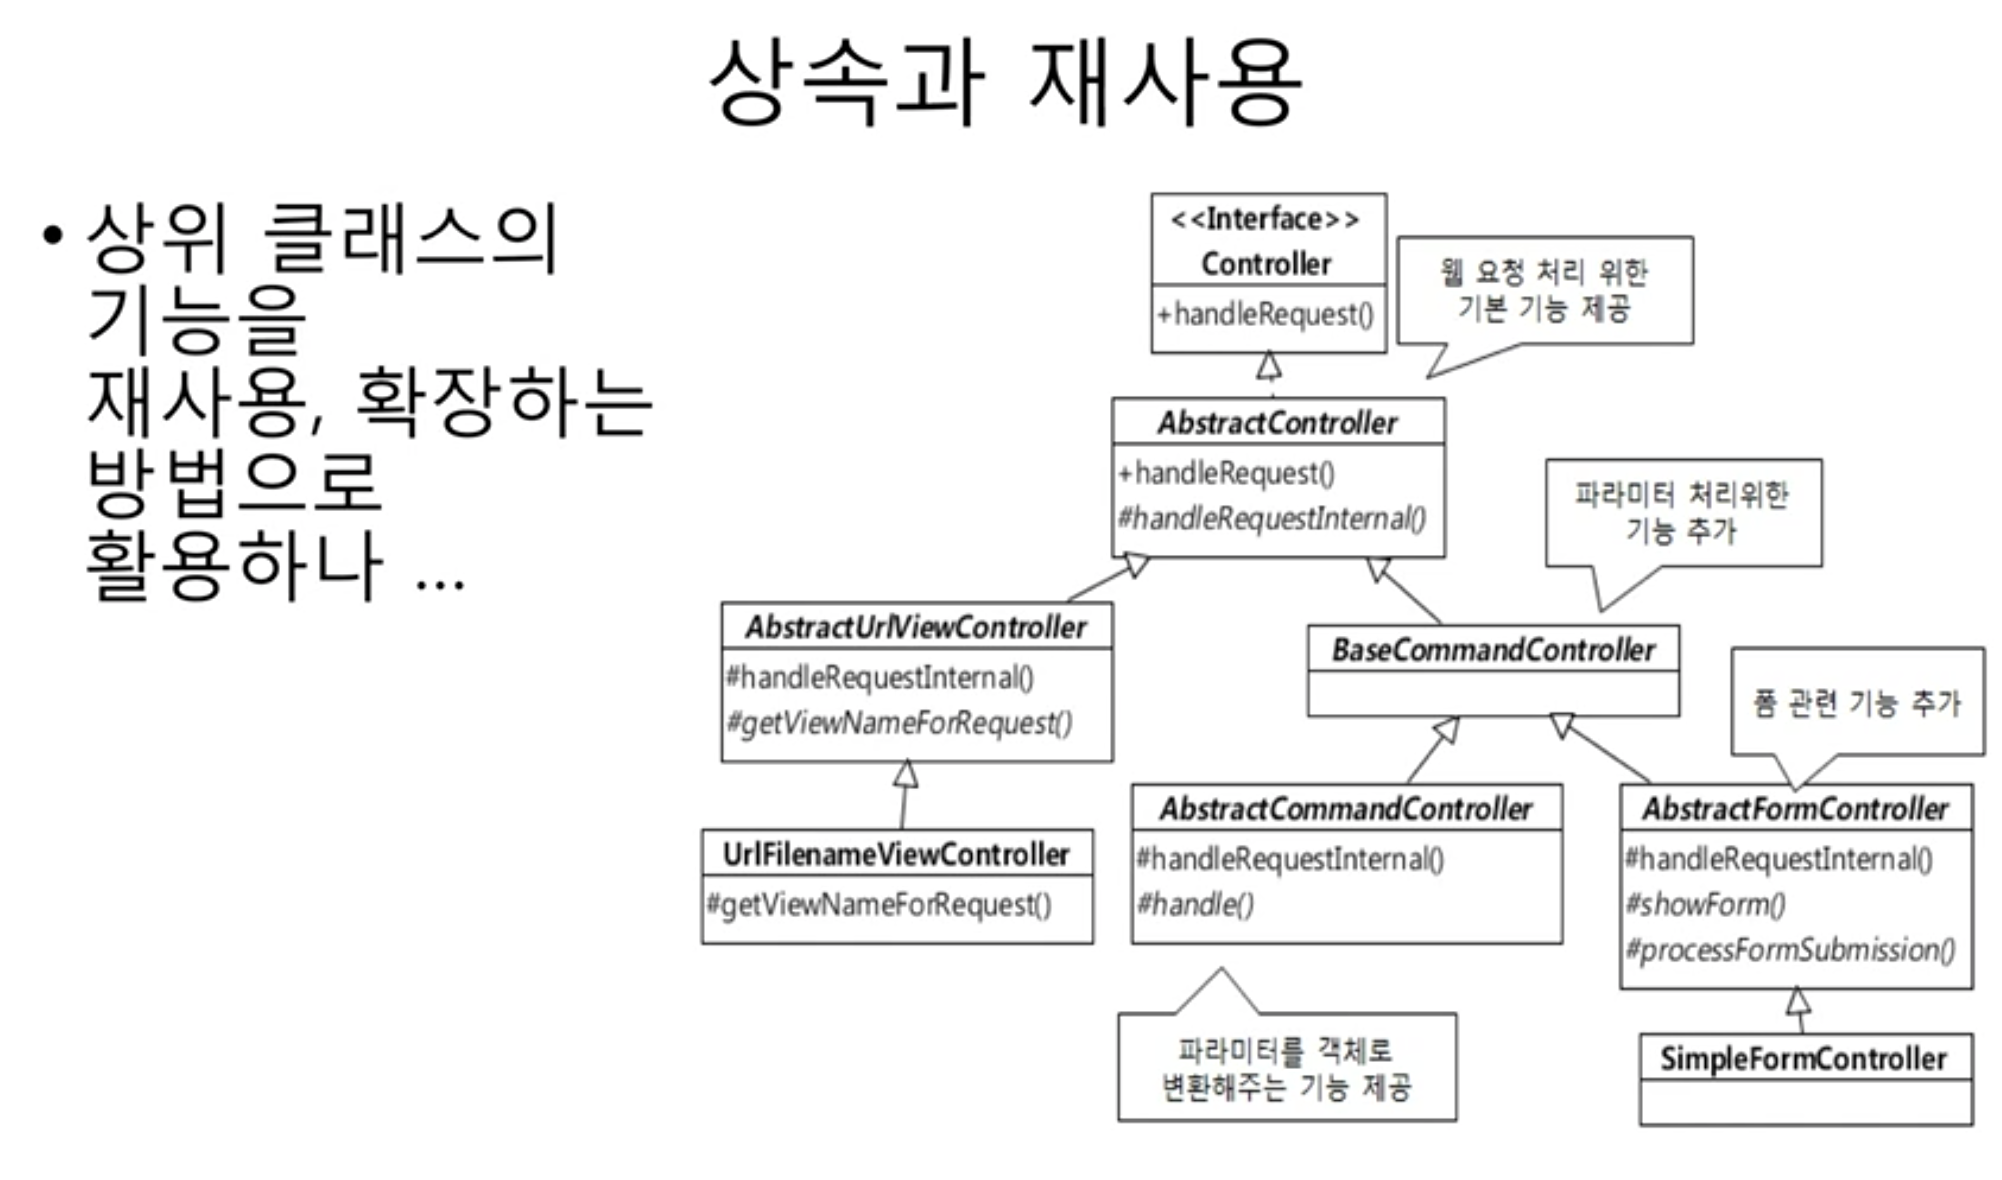 상속과 재사용
• 상위 클래스의
기능을
재사용, 확장하는
방법으로
활용하나 ...
<<Interface>>
Controller
+handleRequest()
웹 요청 처리 위한
기본 기능 제공
AbstractController
+handleRequest()
#handleRequestInternal()
파라미터 처리위한
기능 추가
AbstractUrlViewController
#handleRequestInternal()
#getViewNameForRequest()
BaseCommandController
폼 관련 기능 추가
UrlFilenameViewController
#getViewNameForRequest()
AbstractCommandController
#handleRequestInternal()
#handle()
AbstractFormController
#handleRequestInternal()
#showForm()
#processFormSubmission()
파라미터를 객체로
변환해주는 기능 제공
SimpleFormController